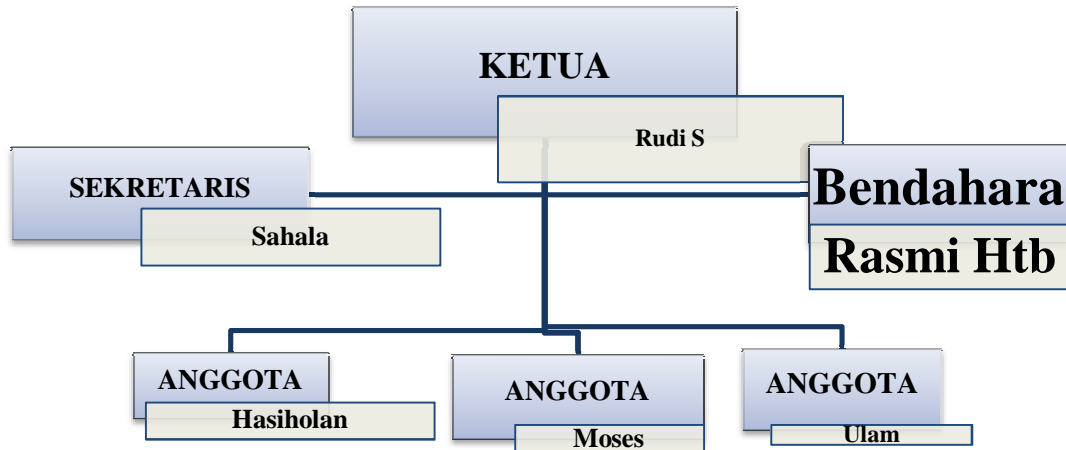 KETUA
Rudi S
SEKRETARIS
Sahala
Bendahara
Rasmi Htb
ANGGOTA
Hasiholan
ANGGOTA
Moses
ANGGOTA
Ulam